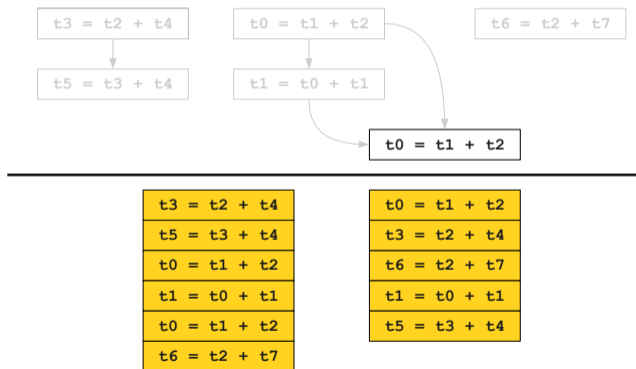 t3 = t2 + t4
t0 = t1 + t2
t6 = t2 + t7
t5 = t3 + t4
t1 = t0 + t1
t0 = t1 + t2
t3 = t2 + t4
t5 = t3 + t4
t0 = t1 + t2
t1 = t0 + t1
t0 = t1 + t2
t6 = t2 + t7
t0 = t1 + t2
t3 = t2 + t4
t6 = t2 + t7
t1 = t0 + t1
t5 = t3 + t4